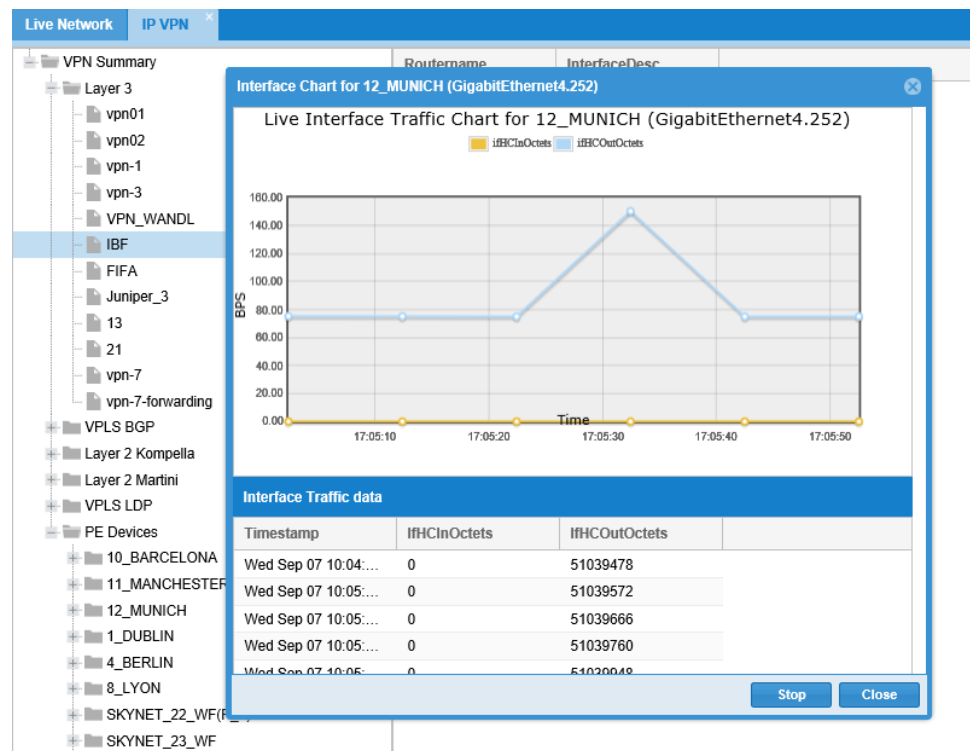 Live Network
IP VPN
VPN Summary
Layer 3
vpn01
vpn02
vpn-1
vpn-3
VPN_WANDL
IBF
FIFA
Juniper_3
13
21
vpn-7
vpn-7-forwarding
VPLS BGP
Layer 2 Kompella
Layer 2 Martini
VPLS LDP
PE Devices
10_BARCELONA
11_MANCHESTER
12_MUNICH
1_DUBLIN
4_BERLIN
8_LYON
SKYNET_22_WF(
SKYNET_23_WF
Routername InterfaceDesc
Interface Chart for 12_MUNICH (GigabitEthernet4.252)
Live Interface Traffic Chart for 12_MUNICH (GigabitEthernet4.252)
ifHCInOctets ifHCOutOctets
160.00
140.00
120.00
100.00
80.00
60.00
40.00
20.00
0.00
BPS
Time
17:05:10 17:05:20 17:05:30 17:05:40 17:05:50
Interface Traffic data
Timestamp IfHCInOctets IfHCOutOctets
Wed Sep 07 10:04:... 0 51039478
Wed Sep 07 10:05:... 0 51039572
Wed Sep 07 10:05:... 0 51039666
Wed Sep 07 10:05:... 0 51039760
Wed Sep 07 10:05:... 0 51039948
Stop Close